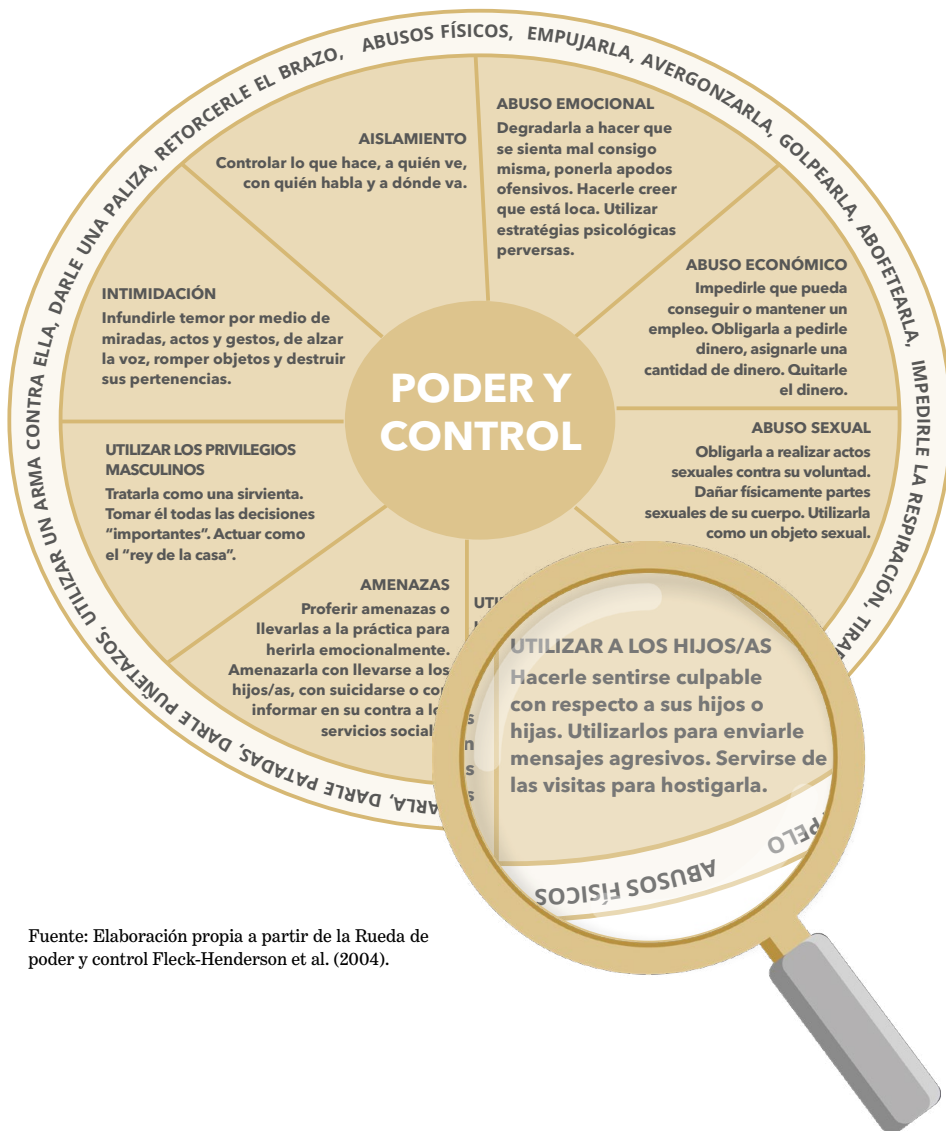 ABUSOS FÍSICOS, EMPUJARLA, AVERGONZARLA, GOLPEARLA, ABOFETEARLA, IMPEDIRLE LA RESPIRACIÓN,
DARLE PATADAS, DARLE PUÑETAZOS, UTILIZAR UN ARMA CONTRA ELLA, DARLE UNA PALIZA, RETORCERLE EL BRAZO,
ABUSO EMOCIONAL
Degradarla a hacer que
se sienta mal consigo
misma, ponerla apodos
ofensivos. Hacerle creer
que está loca. Utilizar
estratégias psicológicas
perversas.
AISLAMIENTO
Controlar lo que hace, a quién ve,
con quién habla y a dónde va.
ABUSO ECONÓMICO
Impedirle que pueda
conseguir o mantener un
empleo. Obligarla a pedirle
dinero, asignarle una
cantidad de dinero. Quitarle
el dinero.
INTIMIDACIÓN
Infundirle temor por medio de
miradas, actos y gestos, de alzar
la voz, romper objetos y destruir
sus pertenencias.
PODER Y
CONTROL
ABUSO SEXUAL
Obligarla a realizar actos
sexuales contra su voluntad.
Dañar físicamente partes
sexuales de su cuerpo. Utilizarla
como un objeto sexual.
UTILIZAR LOS PRIVILEGIOS
MASCULINOS
Tratarla como una sirvienta.
Tomar él todas las decisiones
“importantes”. Actuar como
el “rey de la casa”.
AMENAZAS
Proferir amenazas o
llevarlas a la práctica para
herirla emocionalmente.
Amenazarla con llevarse a los
hijos/as, con suicidarse o
informar en su contra a
servicios
UTILIZAR A LOS HIJOS/AS
Hacerle sentirse culpable
con respecto a sus hijos o
hijas. Utilizarlos para enviarle
mensajes agresivos. Servirse de
las visitas para hostigarla.
PELO
ABUSOS FÍSICOS
Fuente: Elaboración propia a partir de la Rueda de
poder y control Fleck-Henderson et al. (2004).